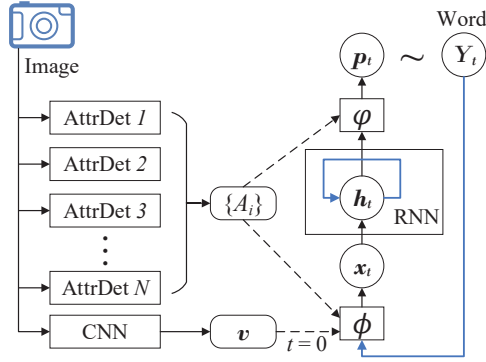 Word
Image
p_t ~ Y_t
AttrDet 1
φ
AttrDet 2
AttrDet 3
{A_i}
h_t
RNN
AttrDet N
x_t
CNN
v
t = 0
ϕ